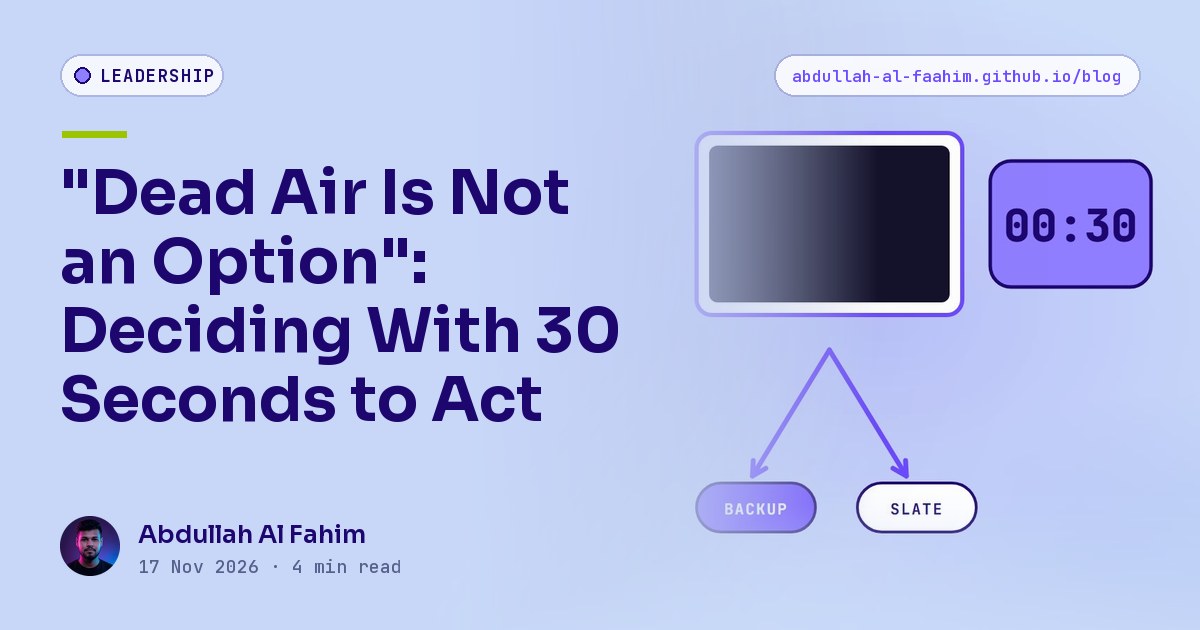 LEADERSHIP
abdullah-al-faahim.github.io/blog
"Dead Air Is Not
an Option":
Deciding With 30
Seconds to Act
00:30
BACKUP
SLATE
Abdullah Al Fahim
17 Nov 2026 · 4 min read